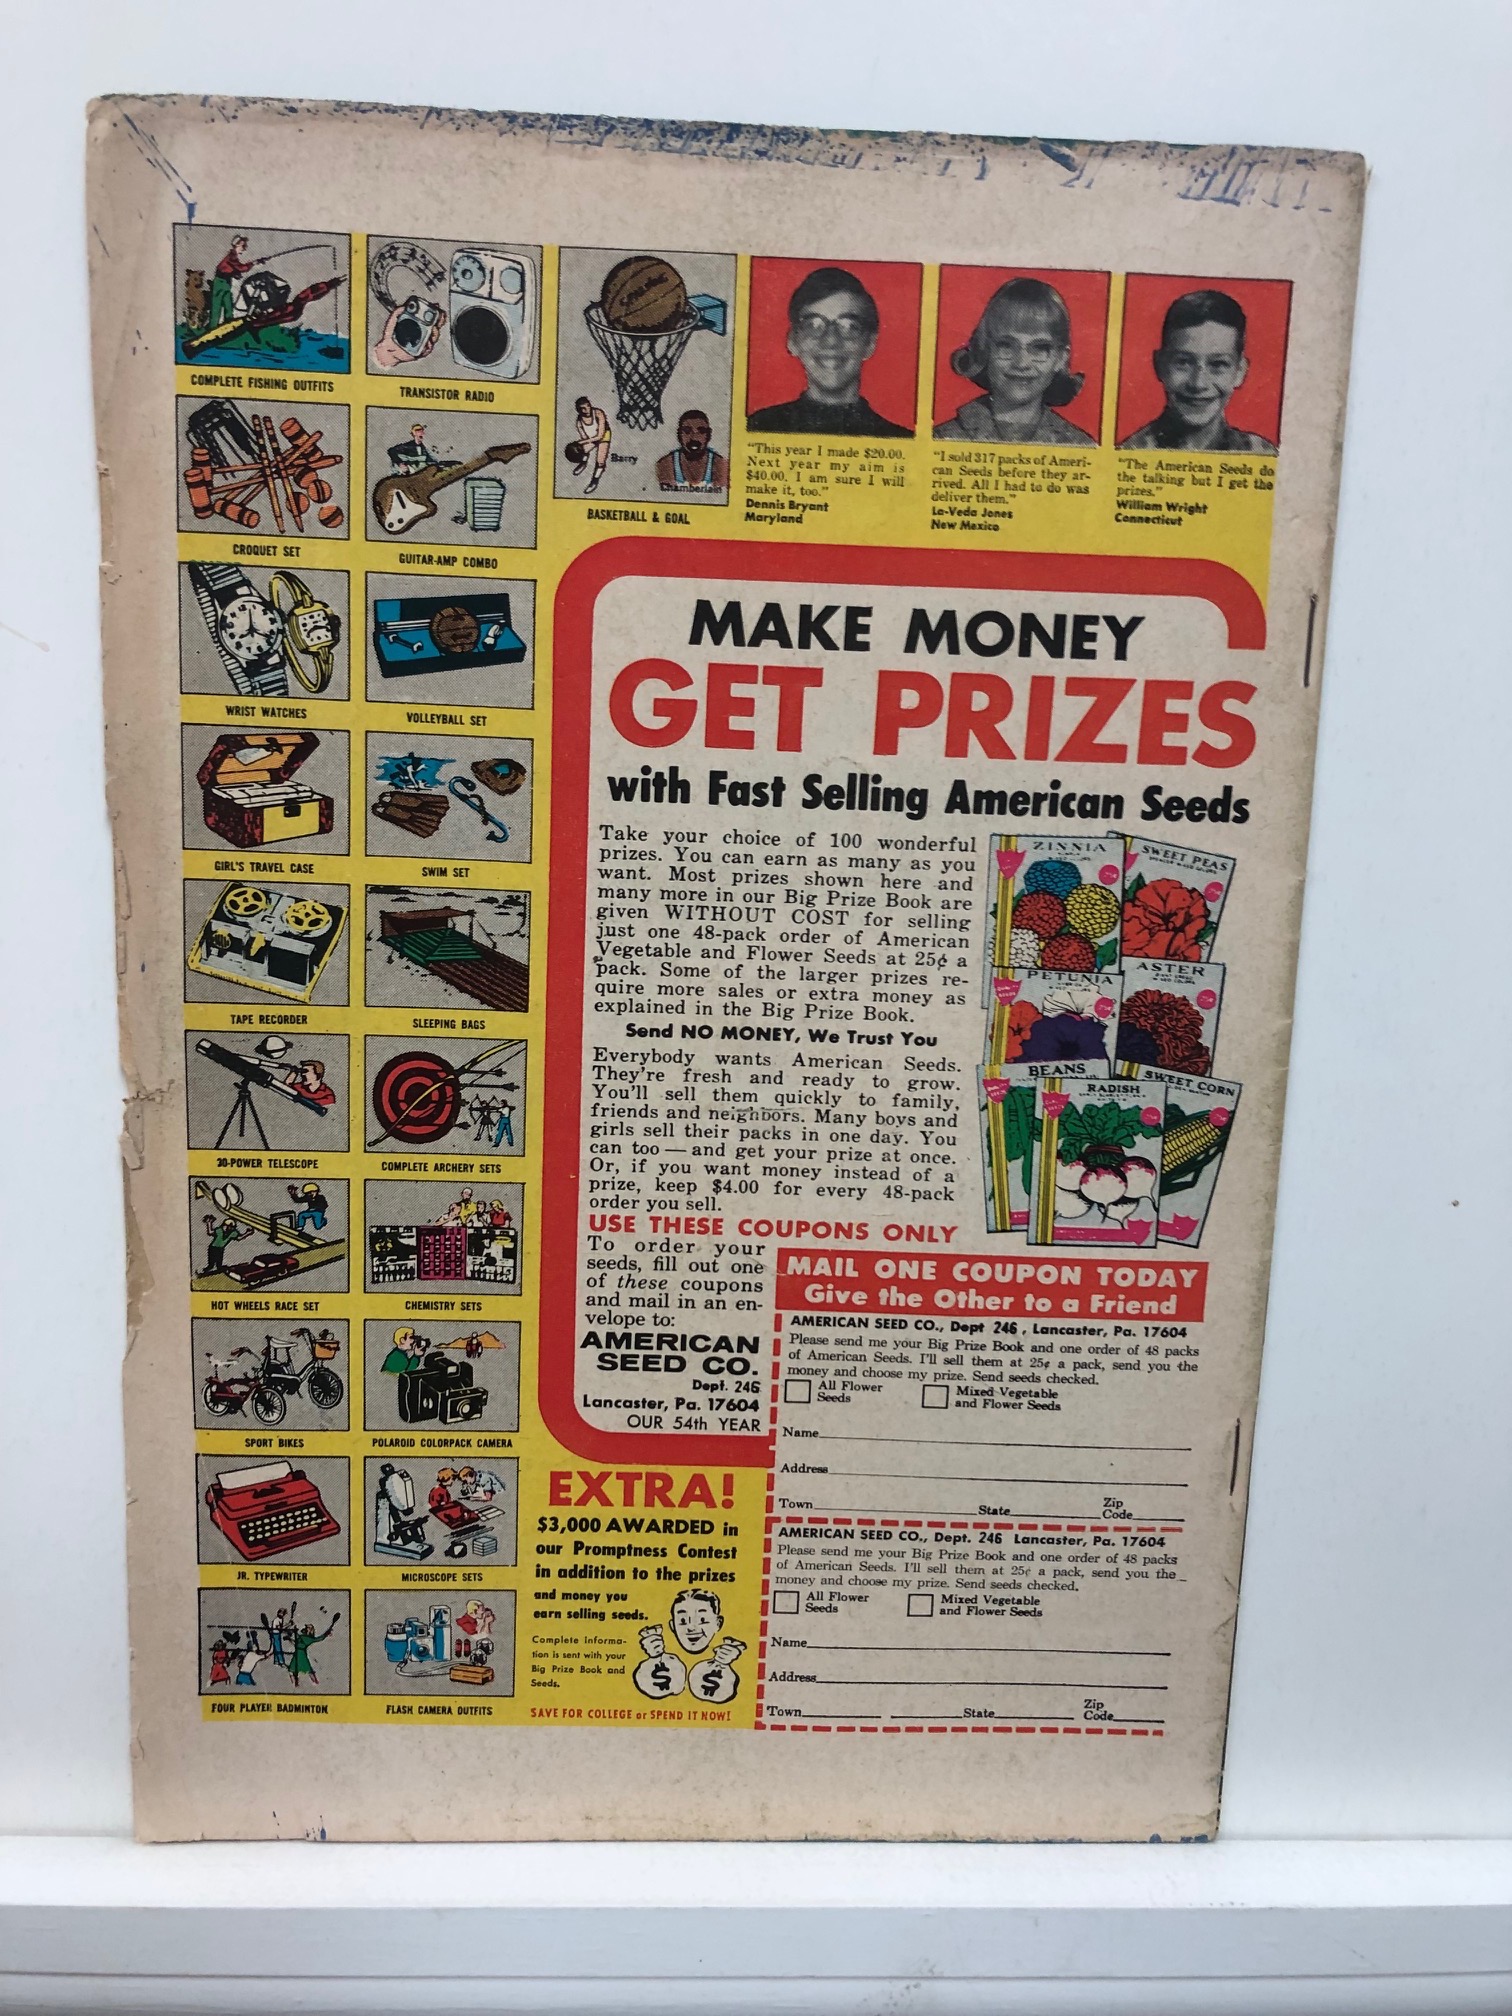 COMPLETE FISHING OUTFITS
TRANSISTOR RADIO
SPALDING
Barry
Chamberlain
BASKETBALL & GOAL
"This year I made $20.00.
Next year my aim is
$40.00. I am sure I will
make it, too."
Dennis Bryant
Maryland
"I sold 317 packs of Ameri-
can Seeds before they ar-
rived. All I had to do was
deliver them."
La-Veda Jones
New Mexico
"The American Seeds do
the talking but I get the
prizes."
William Wright
Connecticut
CROQUET SET
GUITAR-AMP COMBO
WRIST WATCHES
VOLLEYBALL SET
GIRL'S TRAVEL CASE
SWIM SET
TAPE RECORDER
SLEEPING BAGS
30-POWER TELESCOPE
COMPLETE ARCHERY SETS
HOT WHEELS RACE SET
CHEMISTRY SETS
SPORT BIKES
POLAROID COLORPACK CAMERA
JR. TYPEWRITER
MICROSCOPE SETS
FOUR PLAYER BADMINTON
FLASH CAMERA OUTFITS
MAKE MONEY
GET PRIZES
with Fast Selling American Seeds
Take your choice of 100 wonderful
prizes. You can earn as many as you
want. Most prizes shown here and
many more in our Big Prize Book are
given WITHOUT COST for selling
just one 48-pack order of American
Vegetable and Flower Seeds at 25¢ a
pack. Some of the larger prizes re-
quire more sales or extra money as
explained in the Big Prize Book.
Send NO MONEY, We Trust You
Everybody wants American Seeds.
They're fresh and ready to grow.
You'll sell them quickly to family,
friends and neighbors. Many boys and
girls sell their packs in one day. You
can too — and get your prize at once.
Or, if you want money instead of a
prize, keep $4.00 for every 48-pack
order you sell.
ZINNIA
SWEET PEAS
PETUNIA
ASTER
BEANS
RADISH
SWEET CORN
USE THESE COUPONS ONLY
To order your
seeds, fill out one
of these coupons
and mail in an en-
velope to:
AMERICAN
SEED CO.
Dept. 246
Lancaster, Pa. 17604
OUR 54th YEAR
MAIL ONE COUPON TODAY
Give the Other to a Friend
AMERICAN SEED CO., Dept 246, Lancaster, Pa. 17604
Please send me your Big Prize Book and one order of 48 packs
of American Seeds. I'll sell them at 25¢ a pack, send you the
money and choose my prize. Send seeds checked.
All Flower
Seeds
Mixed Vegetable
and Flower Seeds
Name
Address
Town State Zip
Code
AMERICAN SEED CO., Dept. 246 Lancaster, Pa. 17604
Please send me your Big Prize Book and one order of 48 packs
of American Seeds. I'll sell them at 25¢ a pack, send you the
money and choose my prize. Send seeds checked.
All Flower
Seeds
Mixed Vegetable
and Flower Seeds
Name
Address
Town State Zip
Code
EXTRA!
$3,000 AWARDED in
our Promptness Contest
in addition to the prizes
and money you
earn selling seeds.
Complete informa-
tion is sent with your
Big Prize Book and
Seeds.
$ $
SAVE FOR COLLEGE or SPEND IT NOW!